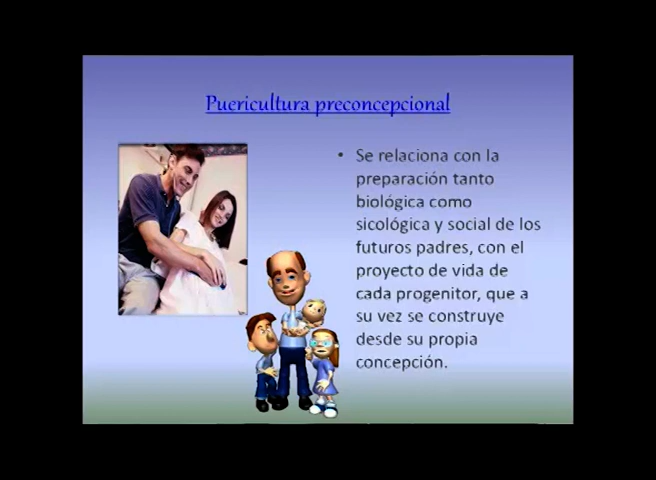 Puericultura preconcepcional
• Se relaciona con la
preparación tanto
biológica como
sicológica y social de los
futuros padres, con el
proyecto de vida de
cada progenitor, que a
su vez se construye
desde su propia
concepción.